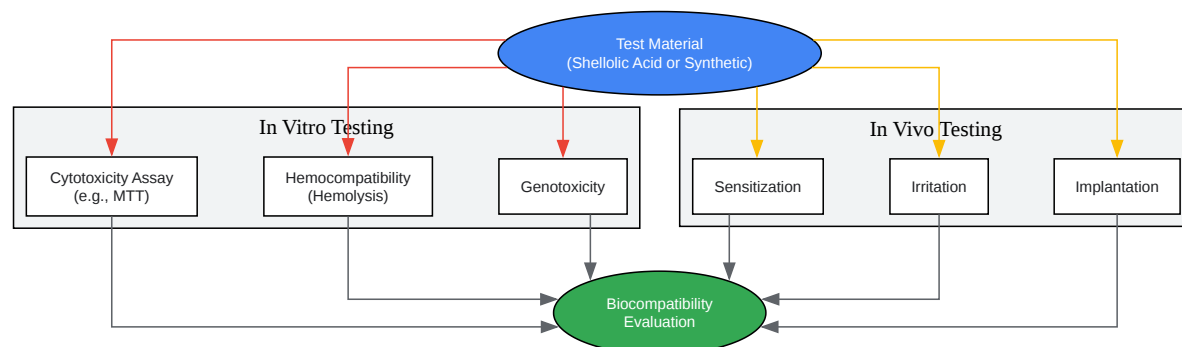 Test Material
(Shellolic Acid or Synthetic)
In Vitro Testing
In Vivo Testing
Cytotoxicity Assay
(e.g., MTT)
Hemocompatibility
(Hemolysis)
Genotoxicity
Sensitization
Irritation
Implantation
Biocompatibility
Evaluation